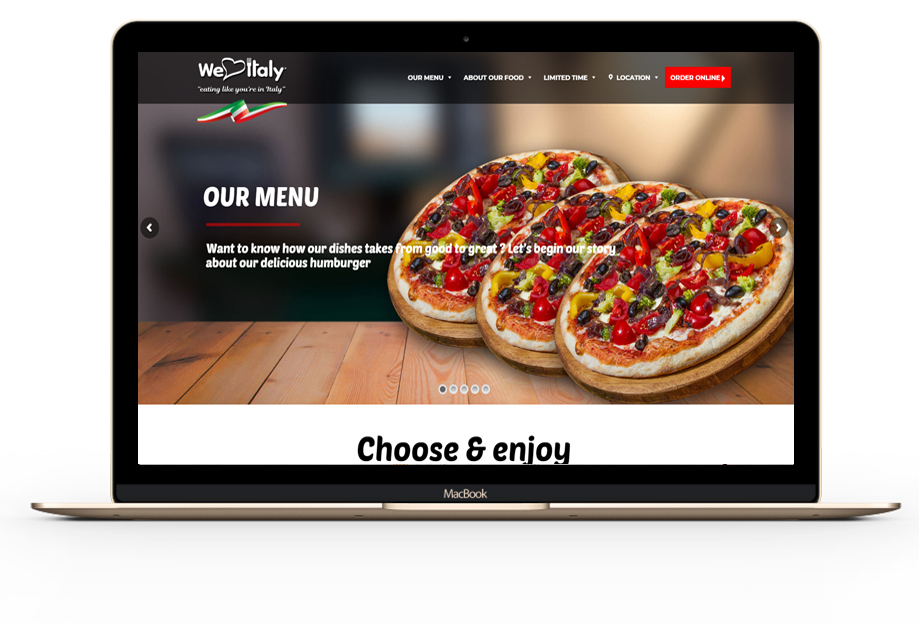 We Italy
"eating like you're in Italy"
OUR MENU ABOUT OUR FOOD LIMITED TIME LOCATION ORDER ONLINE
OUR MENU
Want to know how our dishes takes from good to great ? Let's begin our story
about our delicious humburger
Choose & enjoy
MacBook